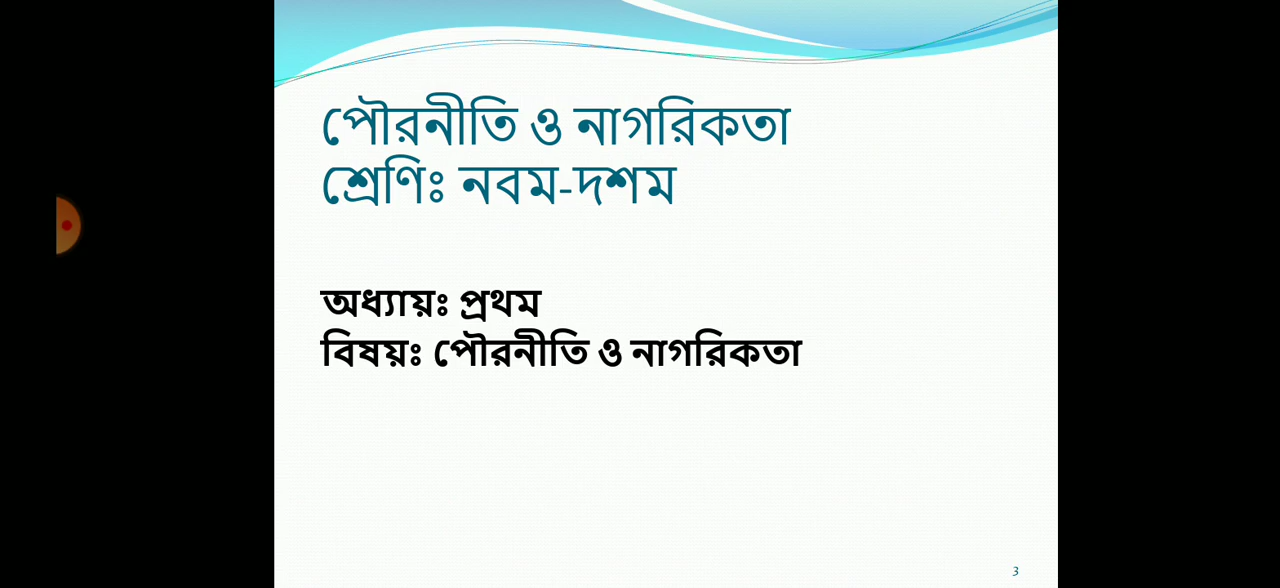 পৌরনীতি ও নাগরিকতা
শ্রেণিঃ নবম-দশম
অধ্যায়ঃ প্রথম
বিষয়ঃ পৌরনীতি ও নাগরিকতা
3